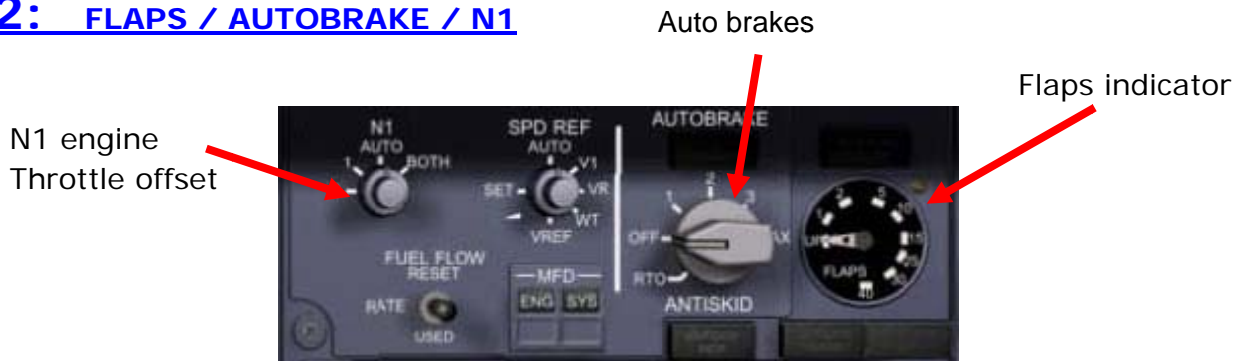 2: FLAPS / AUTOBRAKE / N1
Auto brakes
Flaps indicator
N1 engine
Throttle offset
N1
AUTO
1
BOTH
SPD REF
AUTO
V1
SET
VR
WT
VREF
AUTOBRAKE
2
1
3
OFF
AX
RTO
ANTISKID
FUEL FLOW
RESET
RATE
USED
MFD
ENG SYS
UP
1
2
5
10
15
25
30
40
FLAPS